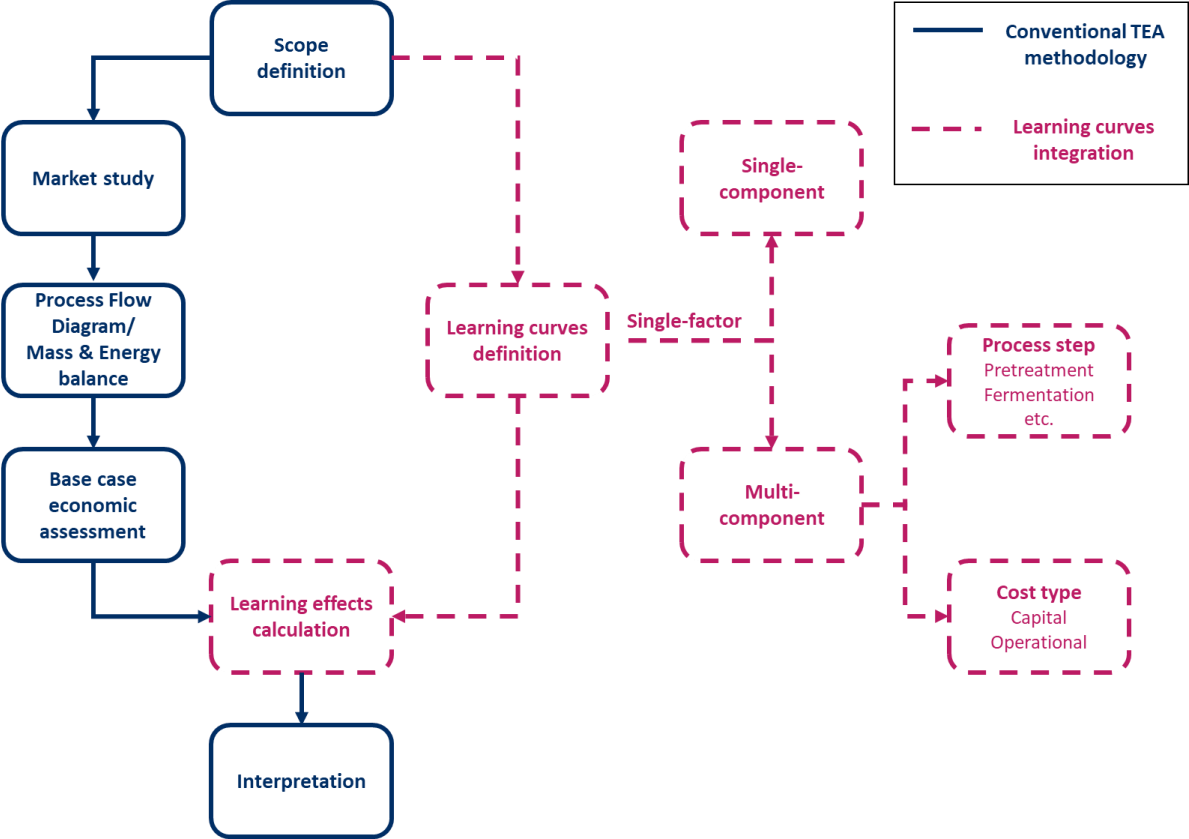 Scope
definition
Conventional TEA
methodology
Learning curves
integration
Market study
Single-
component
Process Flow
Diagram/
Mass & Energy
balance
Learning curves
definition
Single-factor
Process step
Pretreatment
Fermentation
etc.
Base case
economic
assessment
Multi-
component
Learning effects
calculation
Cost type
Capital
Operational
Interpretation